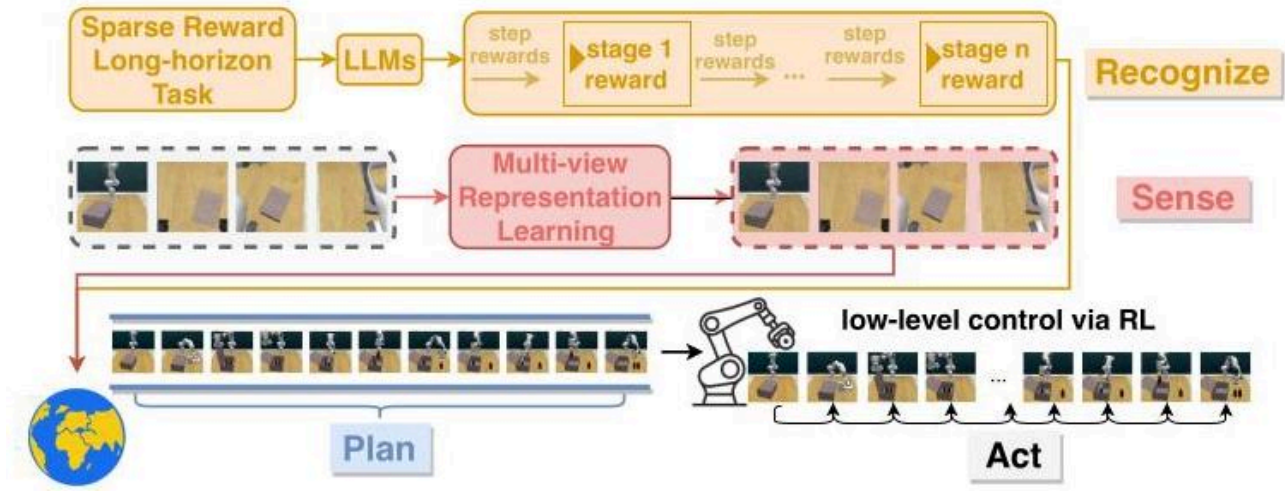 Sparse Reward
Long-horizon
Task
LLMs
step
rewards
stage 1
reward
step
rewards
...
step
rewards
stage n
reward
Recognize
Multi-view
Representation
Learning
Sense
low-level control via RL
...
Plan
Act